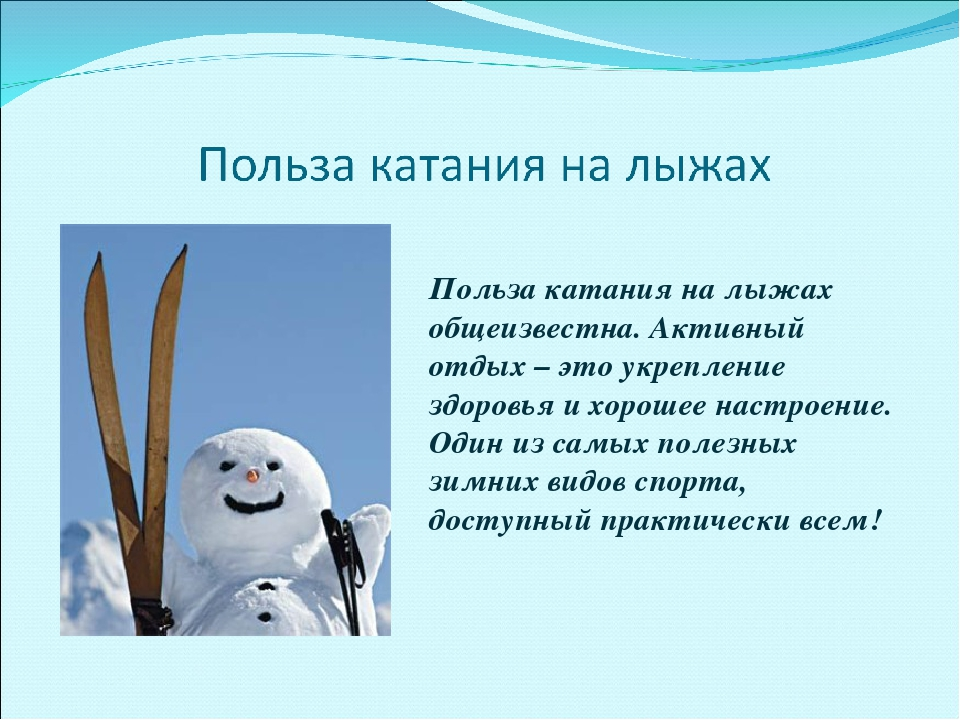 Польза катания на лыжах
Польза катания на лыжах
общеизвестна. Активный
отдых – это укрепление
здоровья и хорошее настроение.
Один из самых полезных
зимних видов спорта,
доступный практически всем!